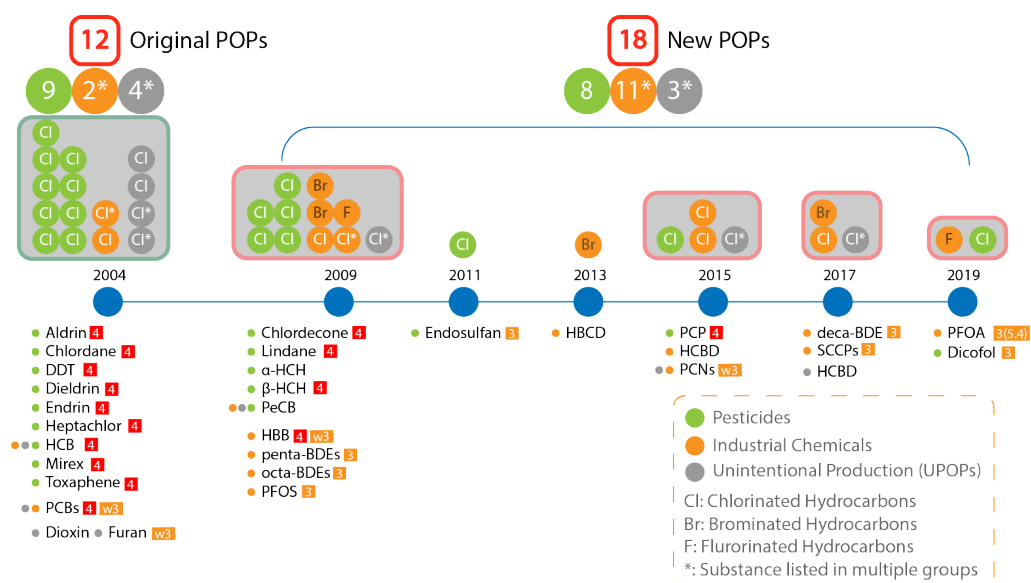 12 Original POPs
18 New POPs
9 2* 4*
8 11* 3*
Cl
Cl Cl Cl
Cl Cl Cl
Cl Cl Cl* Cl*
Cl Cl Cl Cl*
Cl Br
Cl Cl Br F
Cl Cl Cl Cl* Cl*
Cl
Br
Cl
Cl Cl Cl*
Br
Cl Cl*
F Cl
2004 2009 2011 2013 2015 2017 2019
Aldrin 4
Chlordane 4
DDT 4
Dieldrin 4
Endrin 4
Heptachlor 4
HCB 4
Mirex 4
Toxaphene 4
PCBs 4 w3
Dioxin Furan w3
Chlordecone 4
Lindane 4
α-HCH
β-HCH 4
PeCB
HBB 4 w3
penta-BDEs 3
octa-BDEs 3
PFOS 3
Endosulfan 3
HBCD
PCP 4
HCBD
PCNs w3
deca-BDE 3
SCCPs 3
HCBD
PFOA 3(5,4)
Dicofol 3
Pesticides
Industrial Chemicals
Unintentional Production (UPOPs)
Cl: Chlorinated Hydrocarbons
Br: Brominated Hydrocarbons
F: Flurorinated Hydrocarbons
*: Substance listed in multiple groups